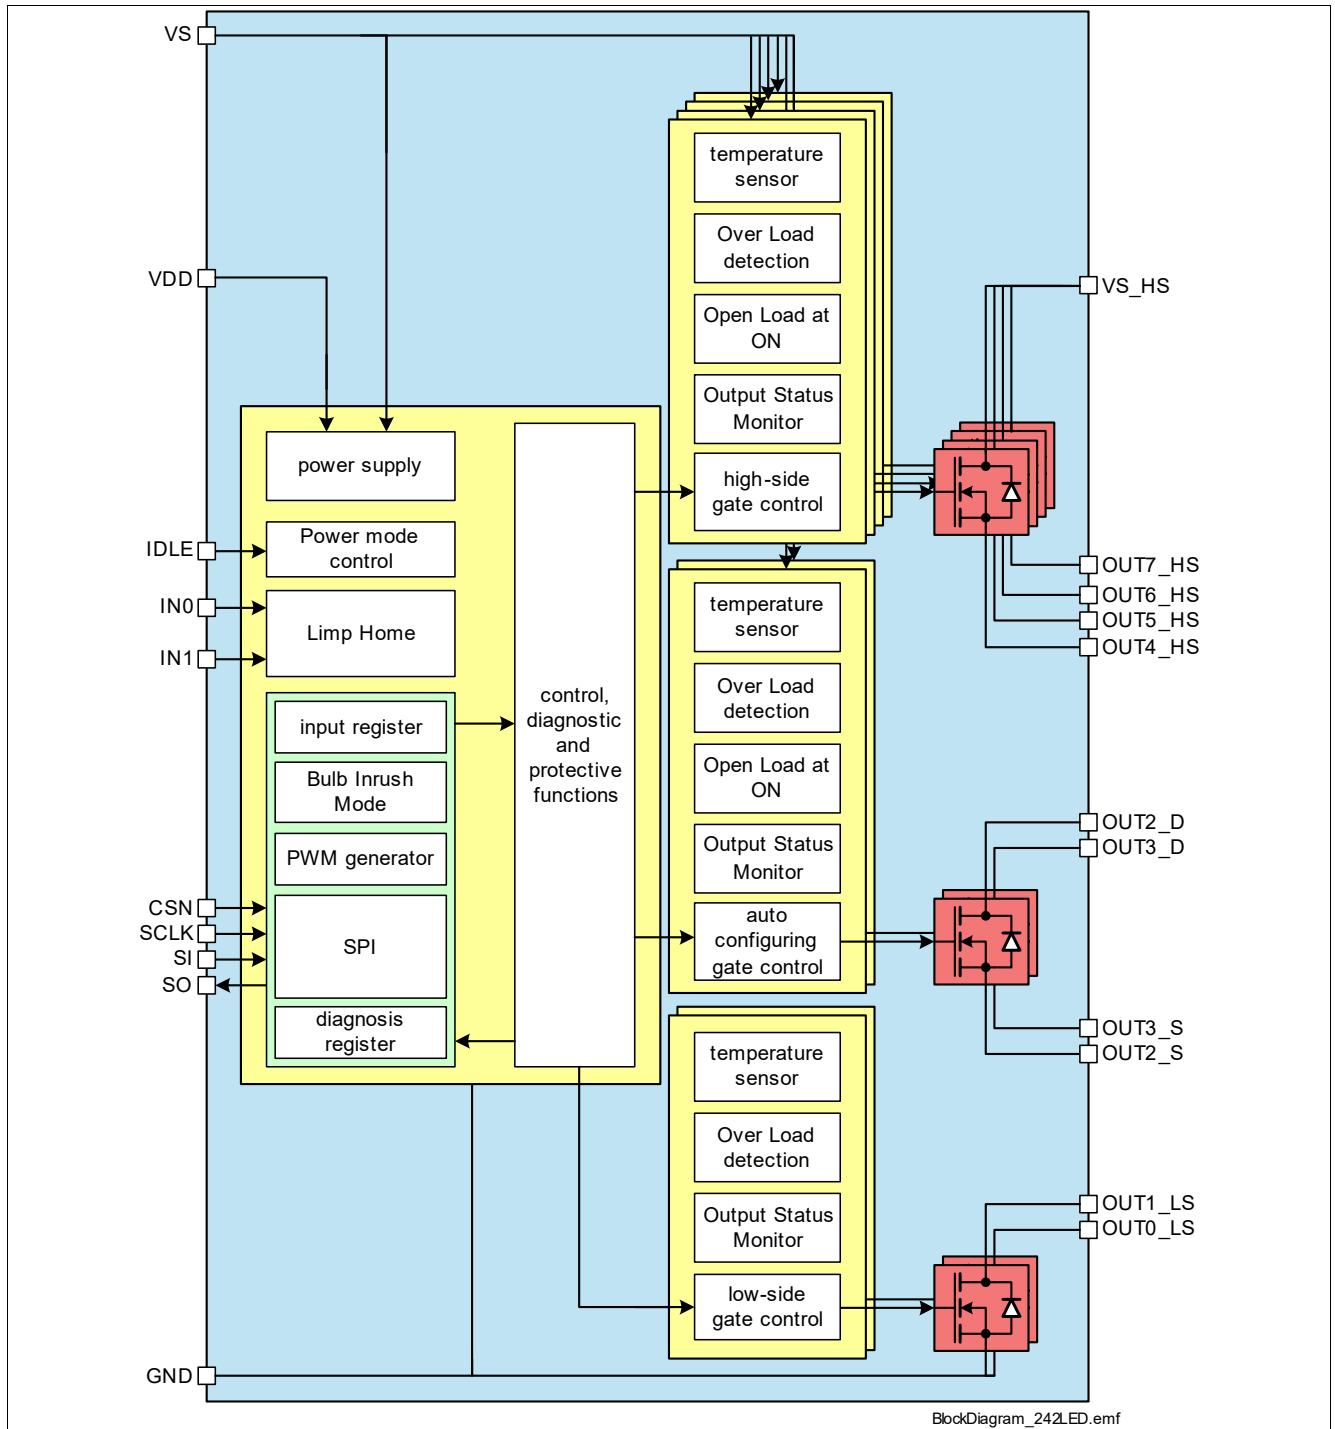 VS
temperature
sensor
Over Load
detection
VDD
VS_HS
Open Load at
ON
Output Status
Monitor
power supply
high-side
gate control
Power mode
control
IDLE
OUT7_HS
IN0
OUT6_HS
OUT5_HS
Limp Home
OUT4_HS
IN1
temperature
sensor
control,
diagnostic
and
protective
functions
Over Load
detection
input register
Bulb Inrush
Mode
Open Load at
ON
OUT2_D
OUT3_D
PWM generator
Output Status
Monitor
CSN
SCLK
SI
SO
SPI
auto
configuring
gate control
diagnosis
register
OUT3_S
OUT2_S
temperature
sensor
Over Load
detection
Output Status
Monitor
OUT1_LS
OUT0_LS
low-side
gate control
GND
BlockDiagram_242LED.emf